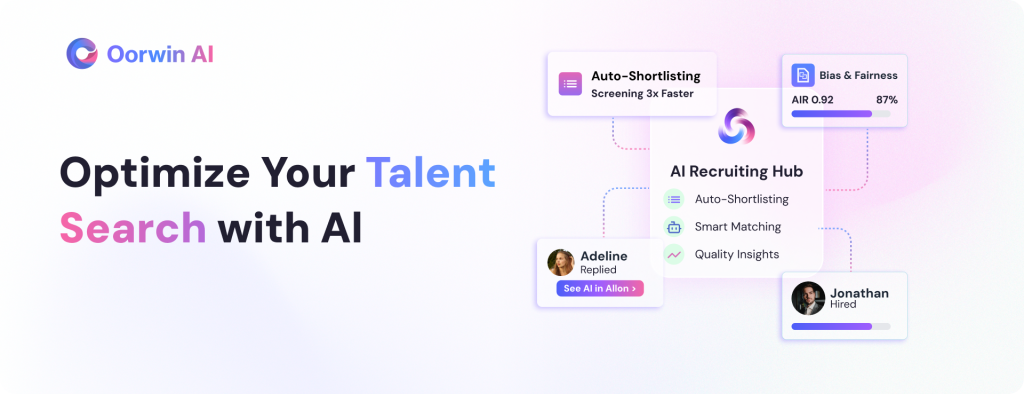 Oorwin AI
Optimize Your Talent
Search with AI
Auto-Shortlisting
Screening 3x Faster
Bias & Fairness
AIR 0.92 87%
AI Recruiting Hub
Auto-Shortlisting
Smart Matching
Quality Insights
Adeline
Replied
See AI in Allon >
Jonathan
Hired